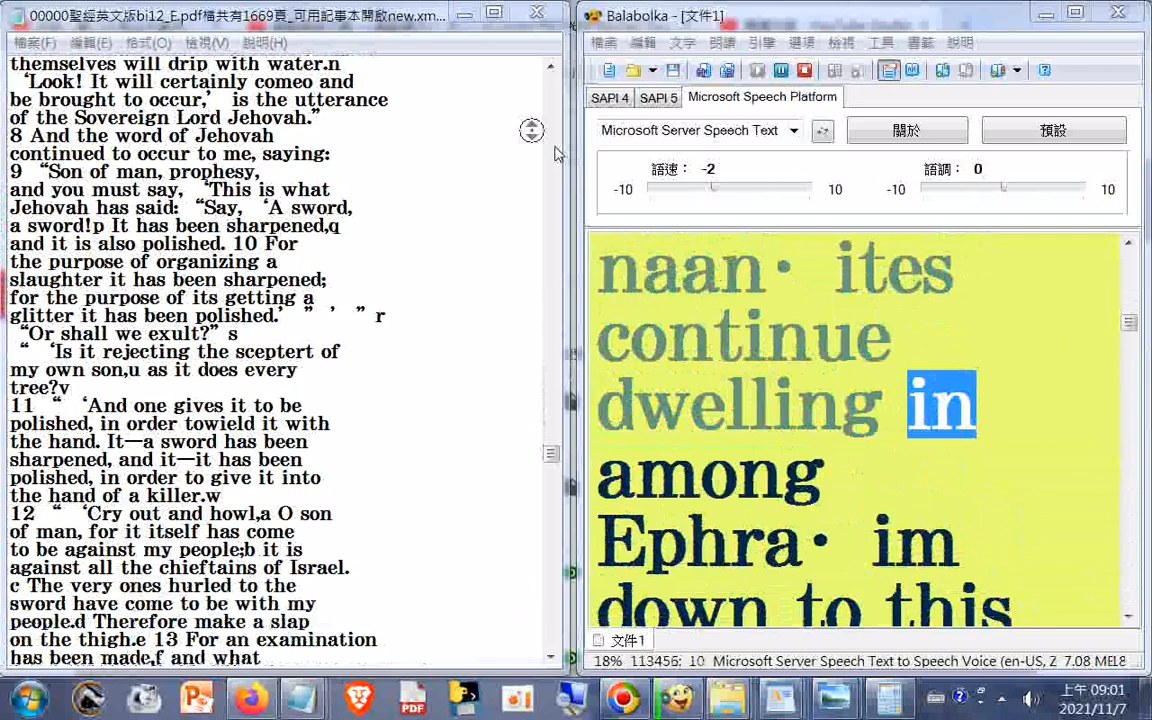 00000聖經英文版bi12_E.pdf檔共有1669頁_可用記事本開啟new.xm...
檔案(F) 編輯(E) 格式(O) 檢視(V) 說明(H)
themselves will drip with water.n
‘Look! It will certainly comeo and
be brought to occur,’ is the utterance
of the Sovereign Lord Jehovah.”
8 And the word of Jehovah
continued to occur to me, saying:
9 “Son of man, prophesy,
and you must say, ‘This is what
Jehovah has said: “Say, ‘A sword,
a sword!p It has been sharpened,q
and it is also polished. 10 For
the purpose of organizing a
slaughter it has been sharpened;
for the purpose of its getting a
glitter it has been polished.’ ” ’ ” r
“Or shall we exult?” s
“ ‘Is it rejecting the sceptert of
my own son,u as it does every
tree?v
11 “ ‘And one gives it to be
polished, in order towield it with
the hand. It—a sword has been
sharpened, and it—it has been
polished, in order to give it into
the hand of a killer.w
12 “ ‘Cry out and howl,a O son
of man, for it itself has come
to be against my people;b it is
against all the chieftains of Israel.
c The very ones hurled to the
sword have come to be with my
people.d Therefore make a slap
on the thigh.e 13 For an examination
has been made,f and what
Balabolka - [文件1]
檔案 編輯 文字 朗讀 引擎 選項 檢視 工具 書籤 說明
SAPI 4 SAPI 5 Microsoft Speech Platform
Microsoft Server Speech Text 關於 預設
語速： -2 語調： 0
-10 10 -10 10
naan· ites
continue
dwelling in
among
Ephra· im
down to this
文件1
18% 113456: 10 Microsoft Server Speech Text to Speech Voice (en-US, Z 7.08 ME
上午 09:01
2021/11/7